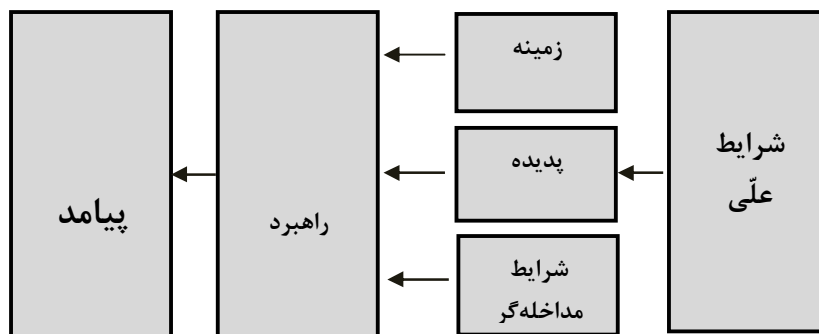 شرایط
علّی
زمینه
پدیده
شرایط
مداخله‌گر
راهبرد
پیامد